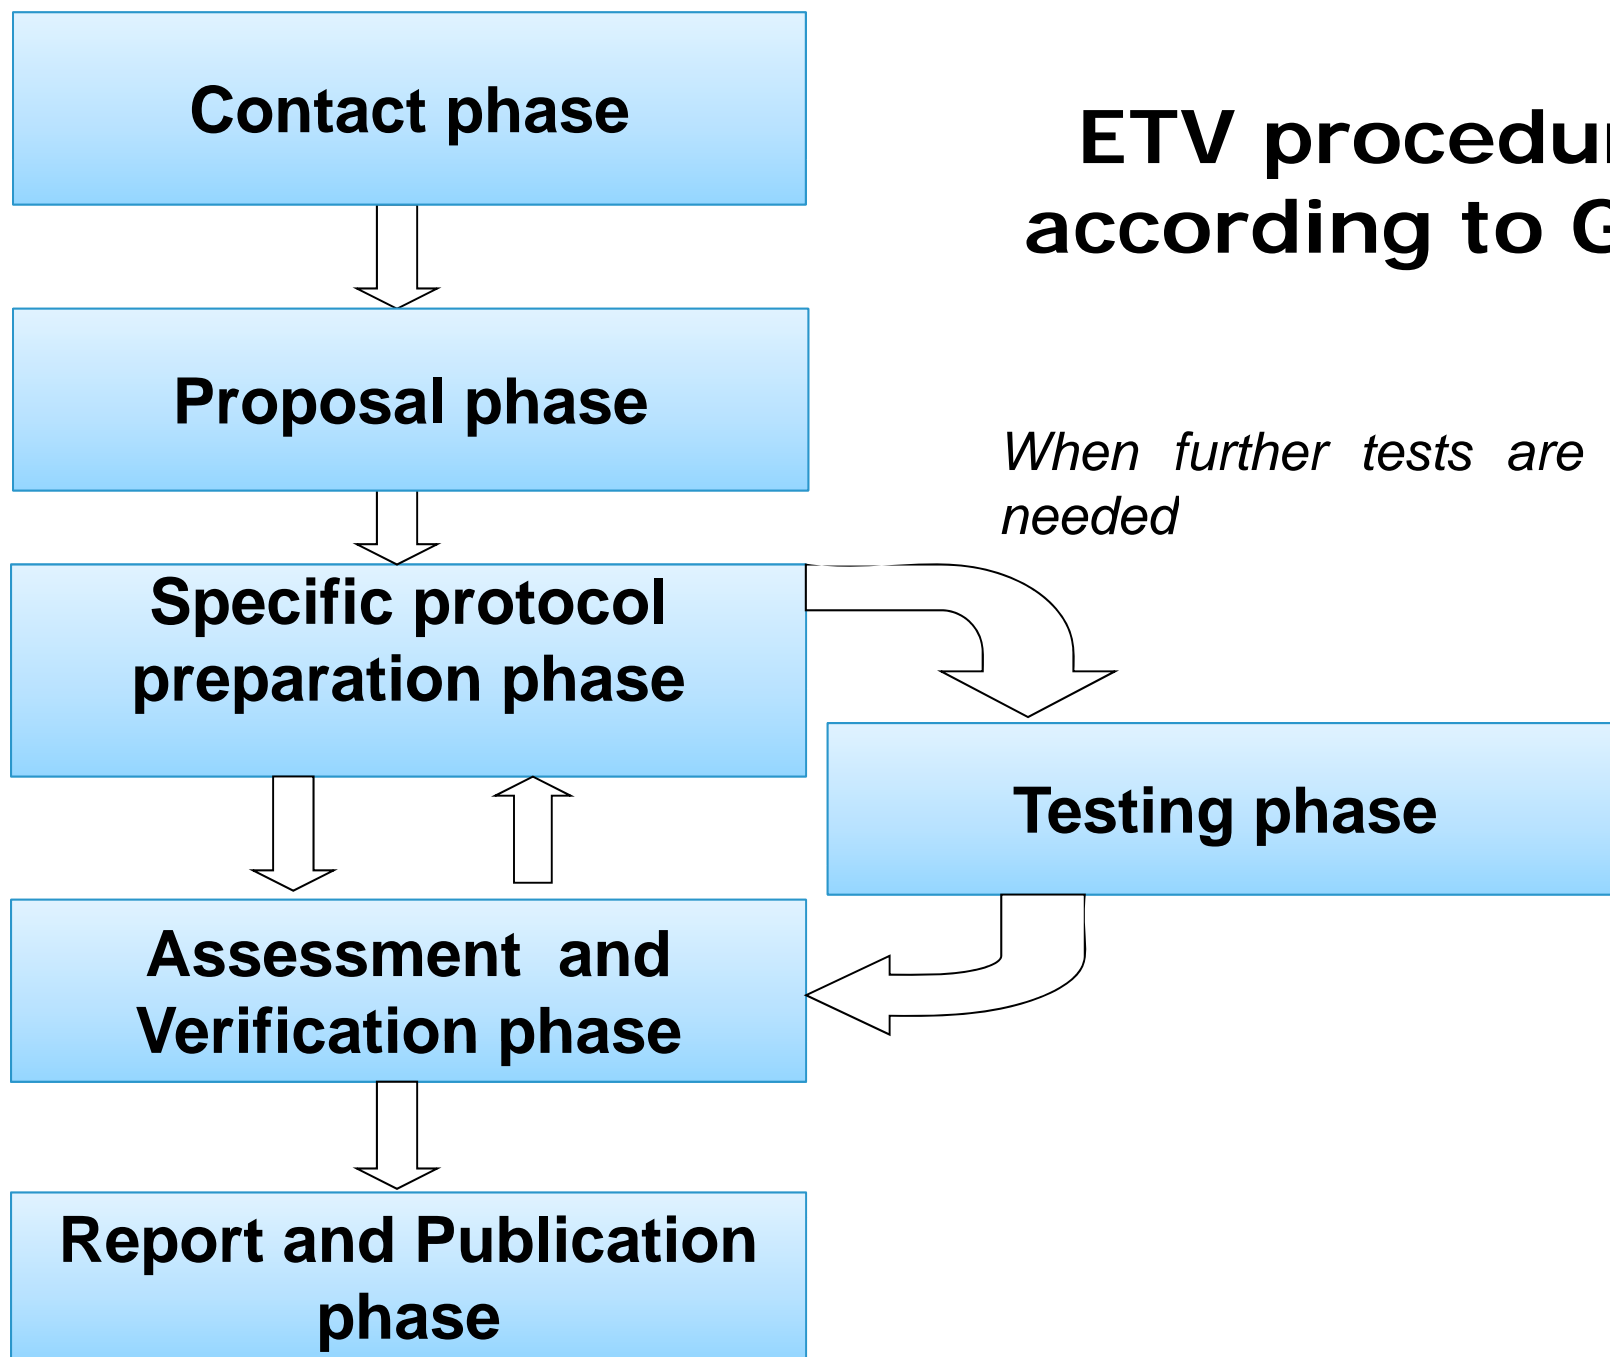 Contact phase
ETV procedur
according to G
Proposal phase
When further tests are
needed
Specific protocol
preparation phase
Testing phase
Assessment and
Verification phase
Report and Publication
phase